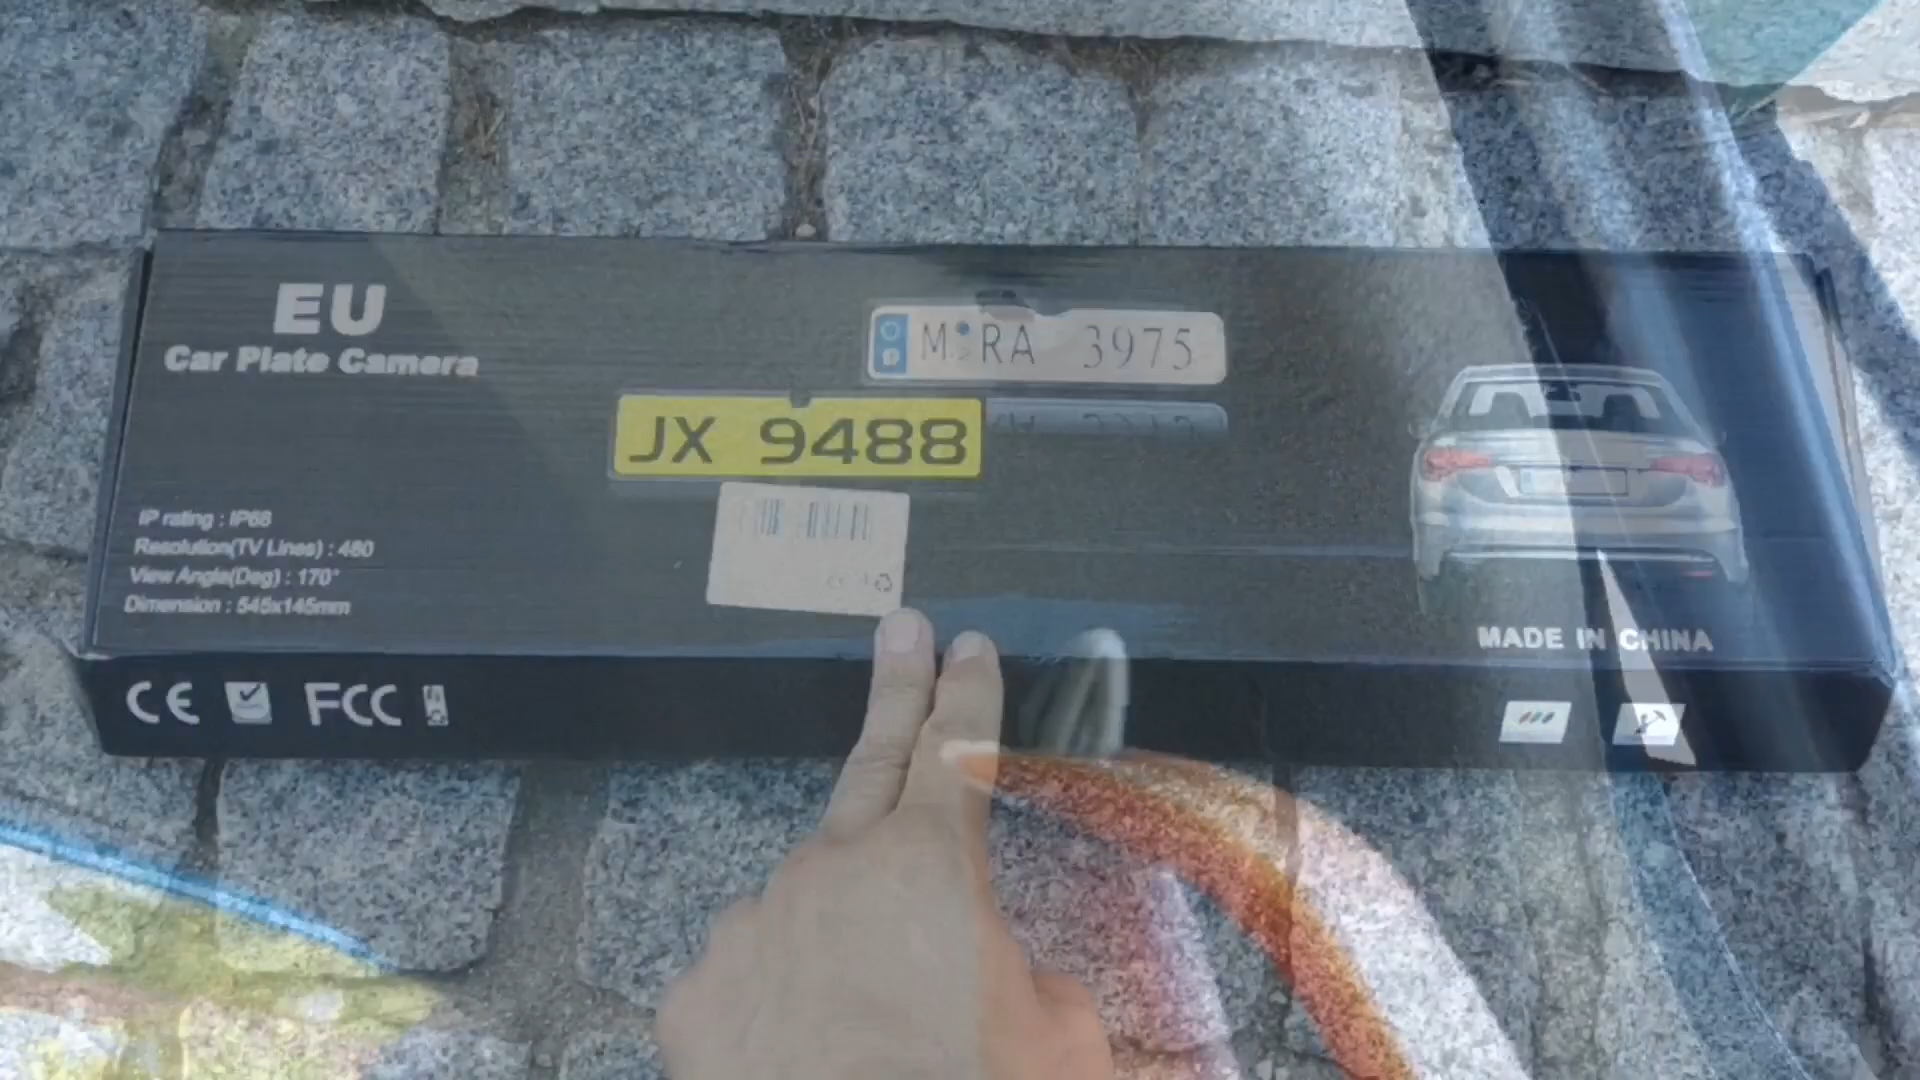 EU
Car Plate Camera
M RA 3975
JX 9488
IP rating : IP68
Resolution(TV Lines) : 480
View Angle(Deg) : 170°
Dimension : 545x145mm
MADE IN CHINA
CE FCC